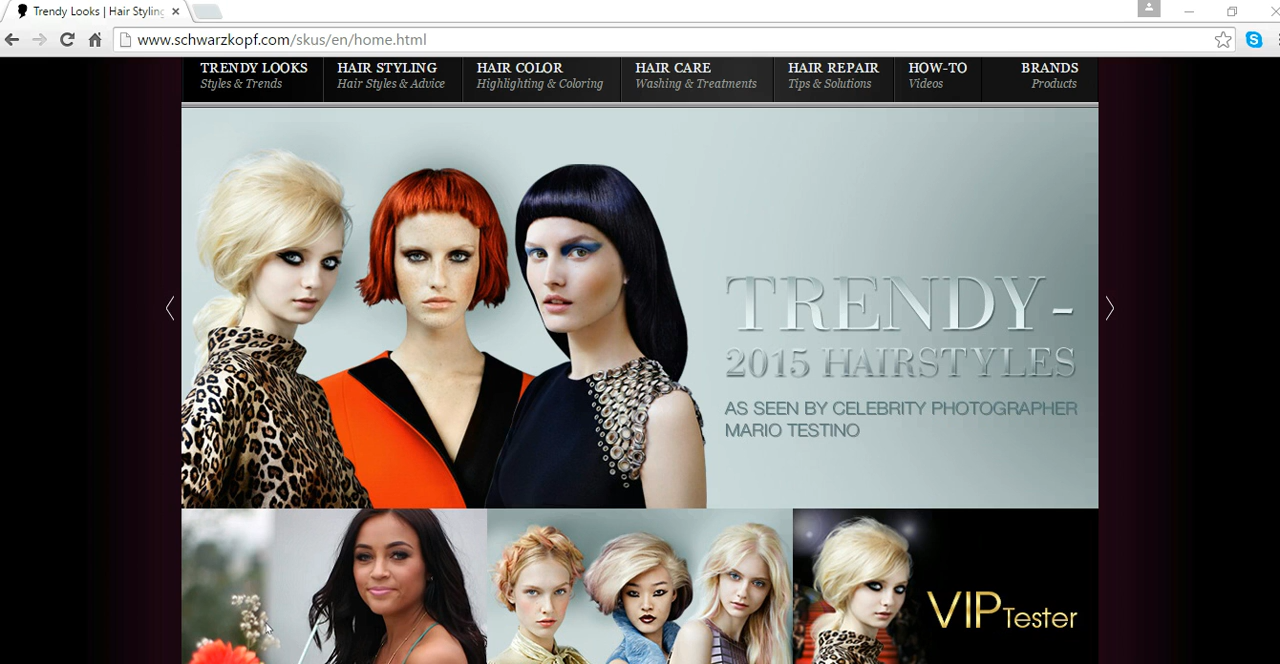 Trendy Looks | Hair Styling
www.schwarzkopf.com/skus/en/home.html
TRENDY LOOKS
Styles & Trends
HAIR STYLING
Hair Styles & Advice
HAIR COLOR
Highlighting & Coloring
HAIR CARE
Washing & Treatments
HAIR REPAIR
Tips & Solutions
HOW-TO
Videos
BRANDS
Products
TRENDY-
2015 HAIRSTYLES
AS SEEN BY CELEBRITY PHOTOGRAPHER
MARIO TESTINO
VIP Tester